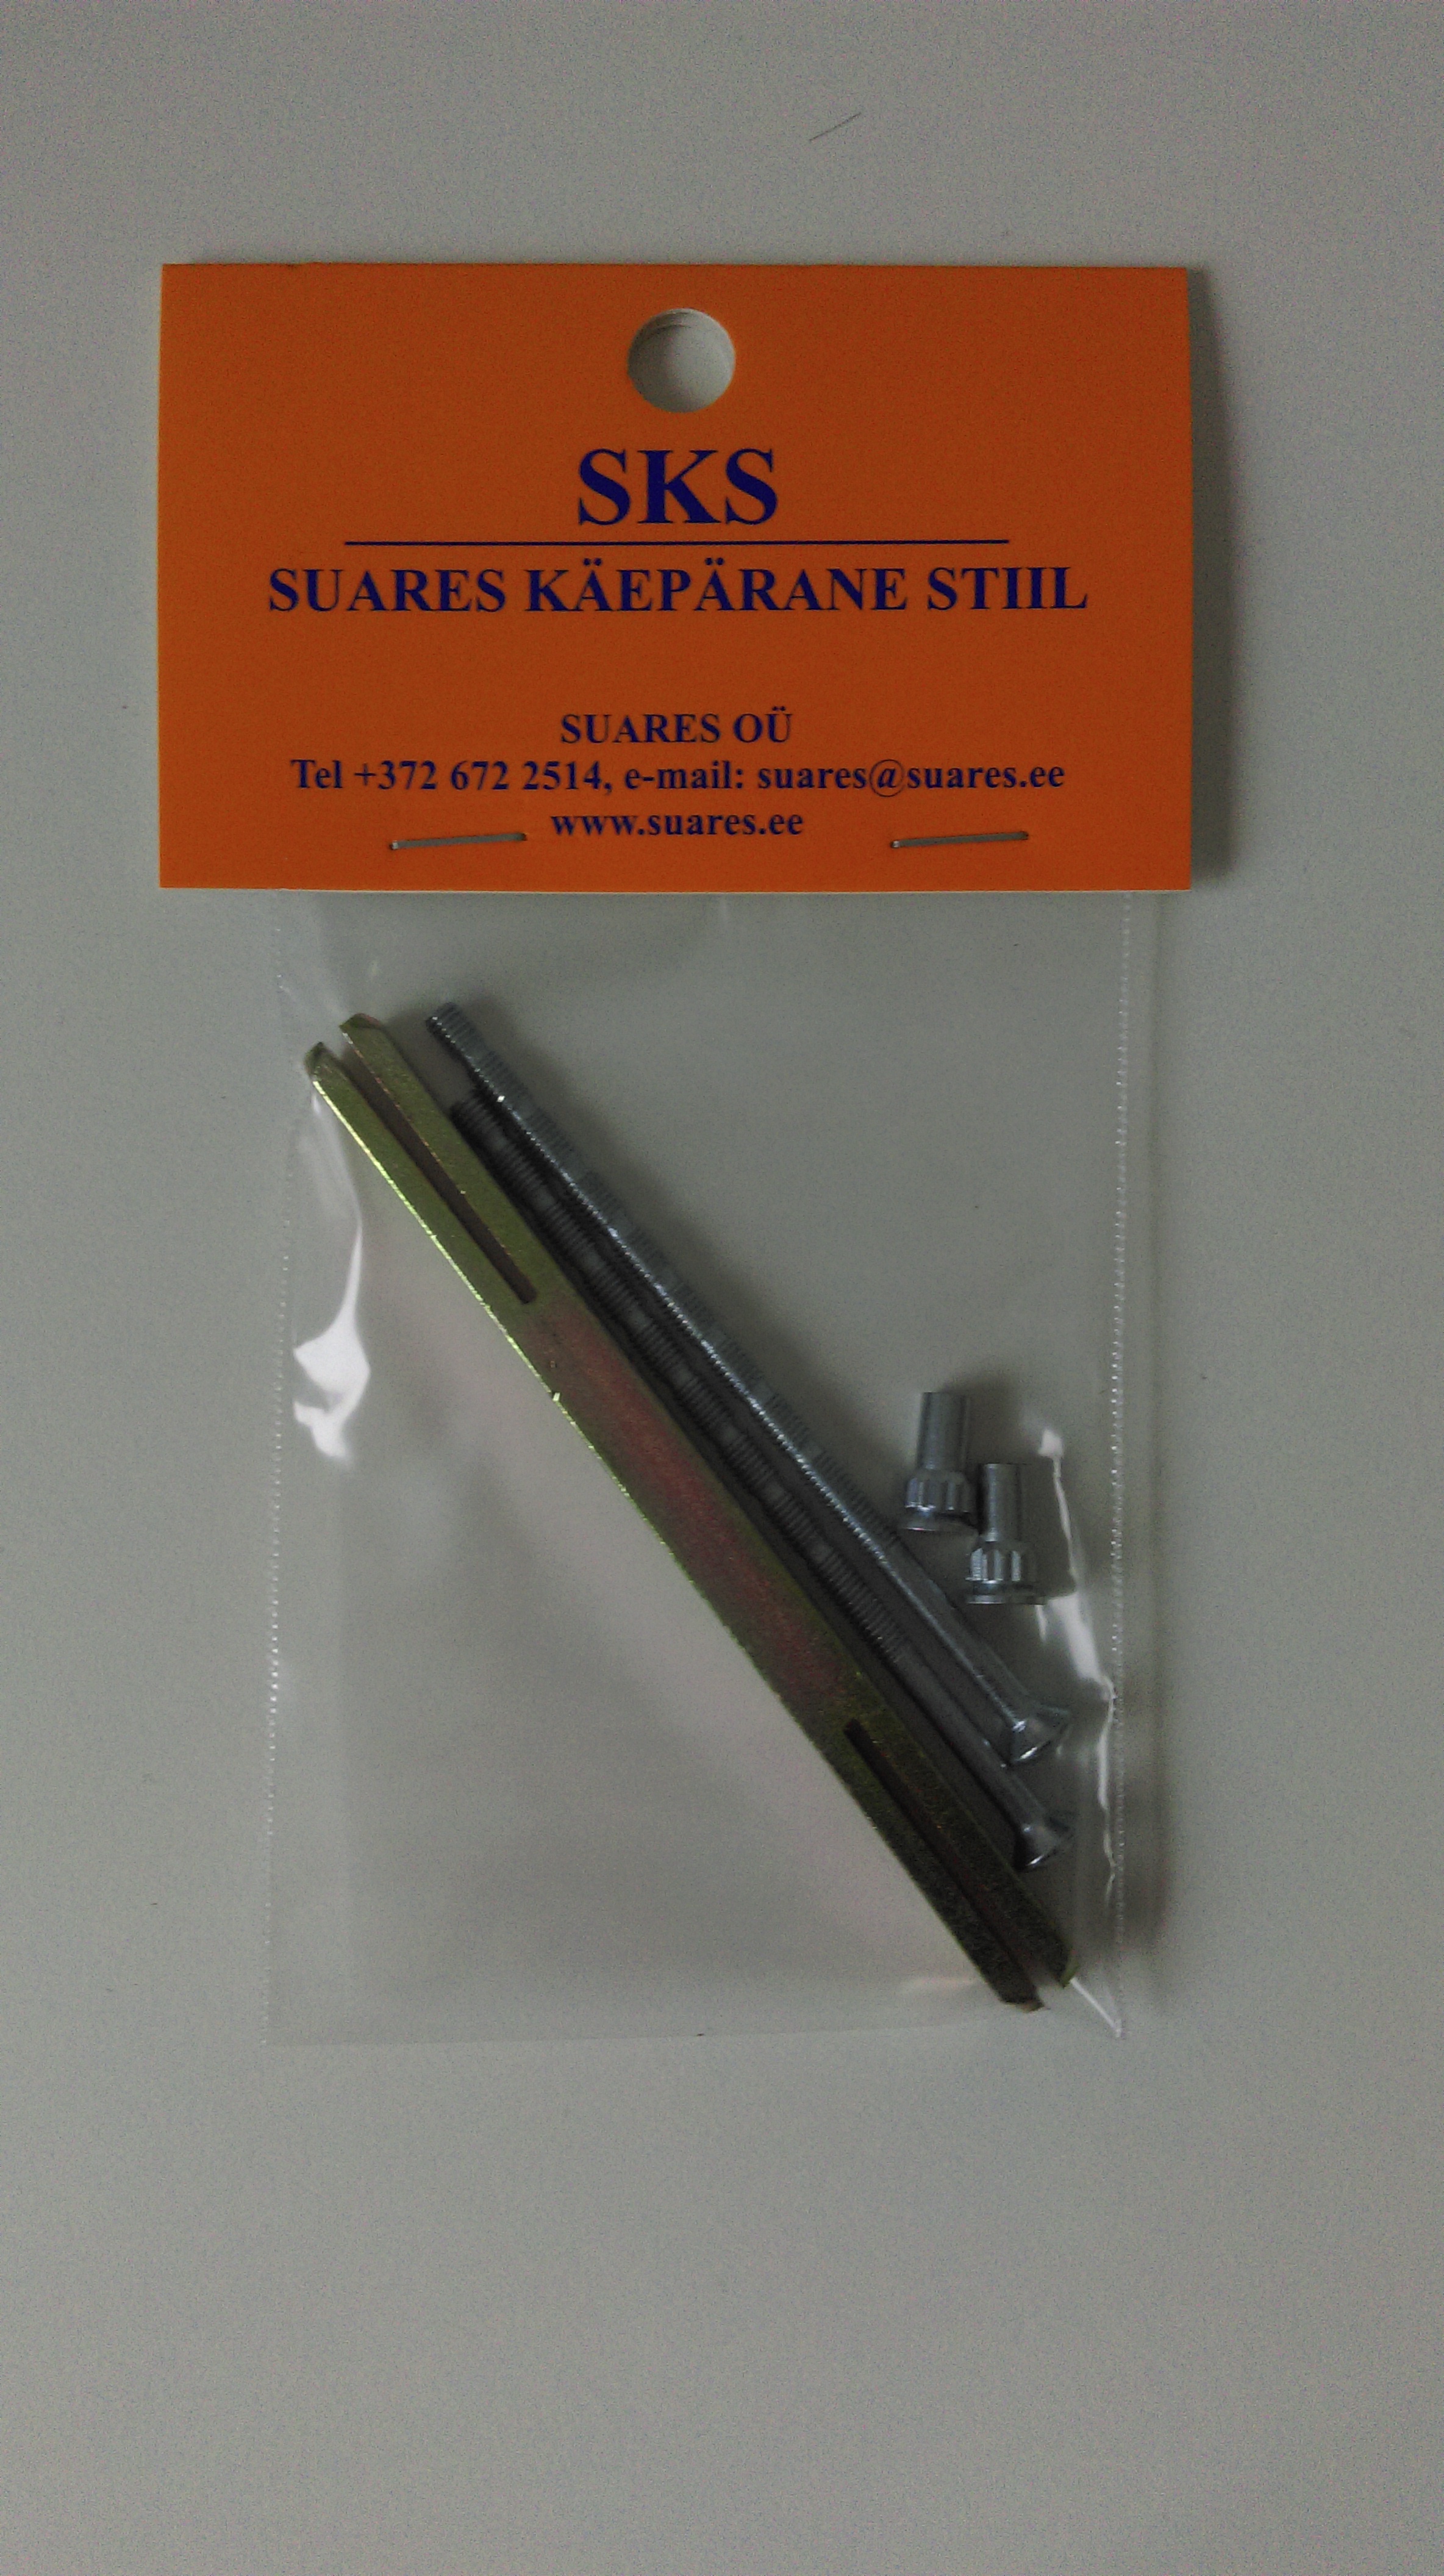 SKS
SUARES KÄEPÄRANE STIIL
SUARES OÜ
Tel +372 672 2514, e-mail: suares@suares.ee
www.suares.ee